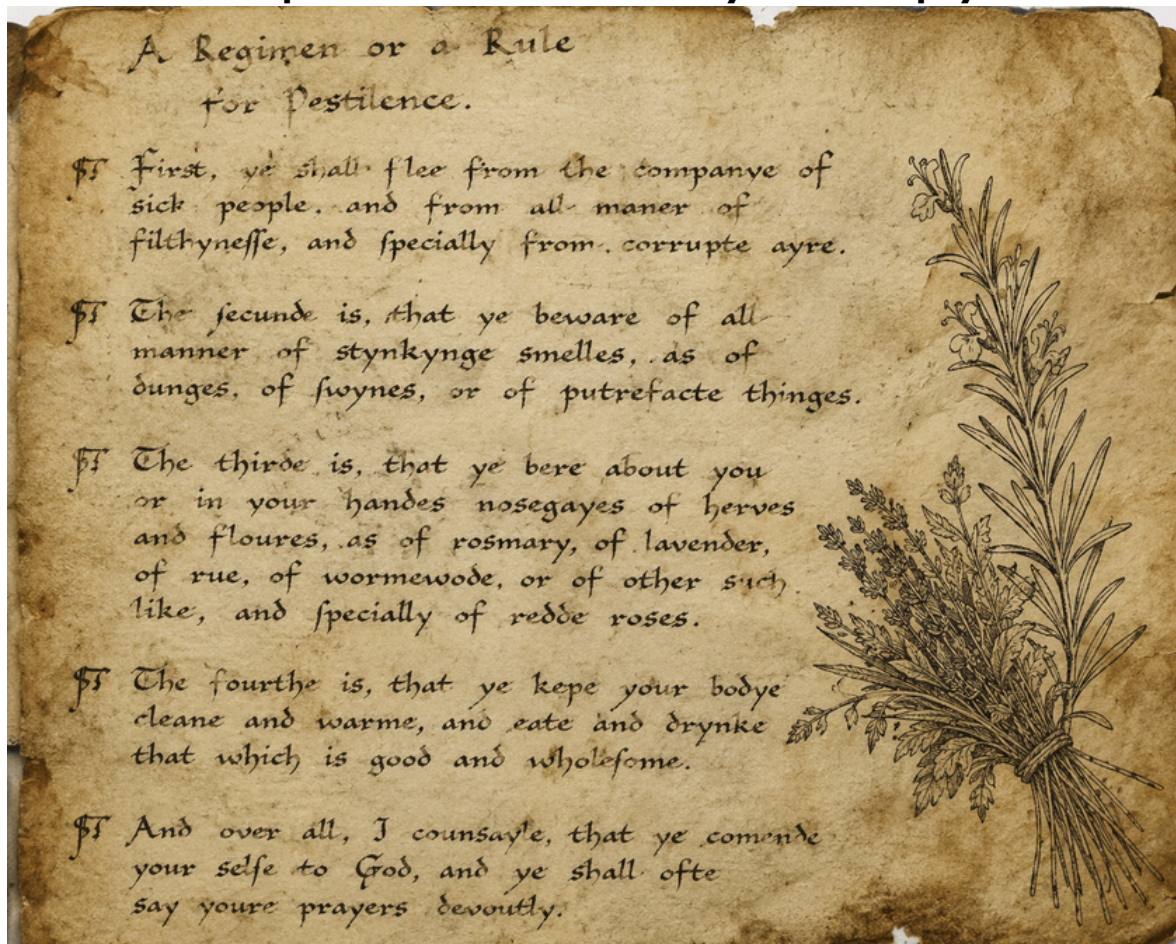 A Regimen or a Rule
for Pestilence.
¶ First, ye shall flee from the companye of
sick people, and from all maner of
filthyneſſe, and ſpecially from corrupte ayre.
¶ The ſecunde is, that ye beware of all
manner of stynkynge smelles, as of
dunges, of ſwynes, or of putrefacte thinges.
¶ The thirde is, that ye bere about you
or in your handes nosegayes of herves
and floures, as of rosmary, of lavender,
of rue, of wormewode, or of other such
like, and ſpecially of redde roses.
¶ The fourthe is, that ye kepe your bodye
cleane and warme, and eate and drynke
that which is good and wholeſome.
¶ And over all, I counsayle, that ye comende
your selfe to God, and ye shall ofte
say youre prayers devoutly.